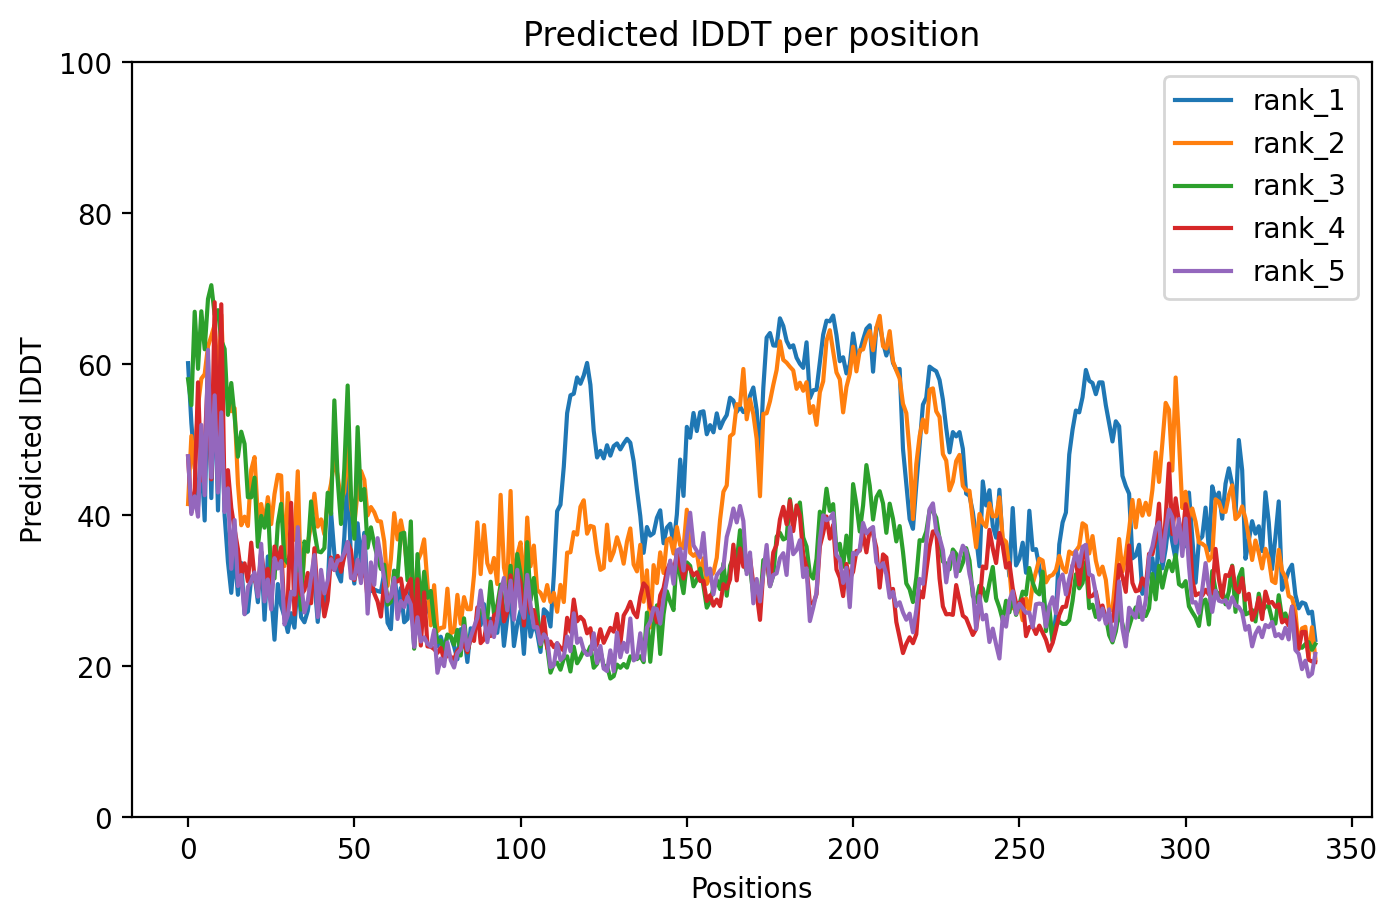 Predicted lDDT per position
100
80
60
40
20
0
Predicted lDDT
rank_1
rank_2
rank_3
rank_4
rank_5
0 50 100 150 200 250 300 350
Positions